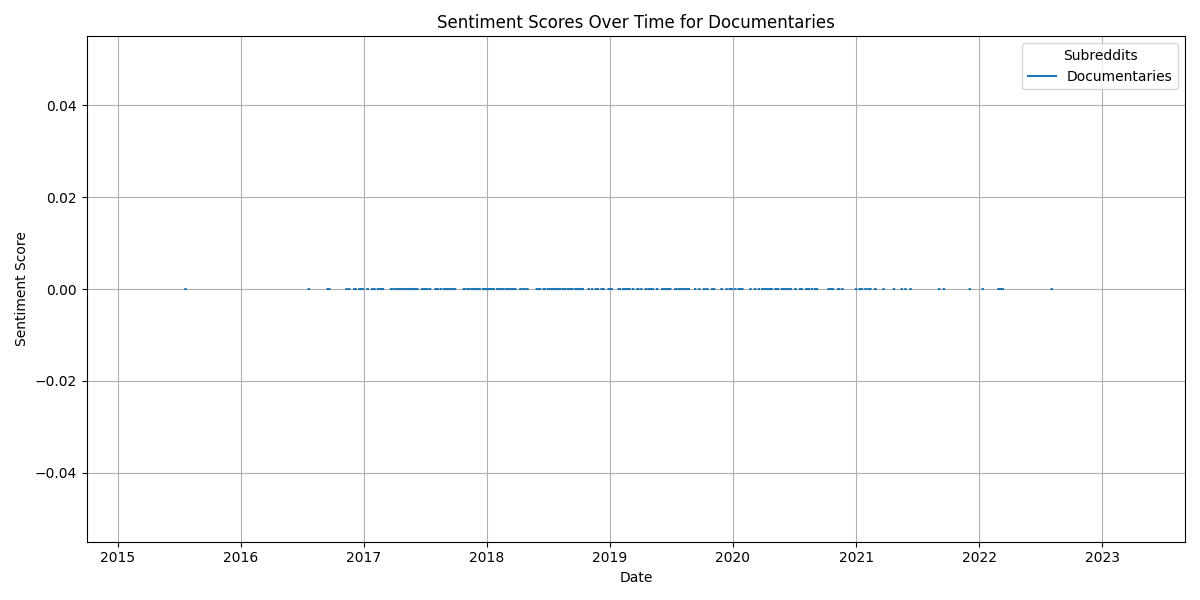 Sentiment Scores Over Time for Documentaries
Subreddits
Documentaries
0.04
0.02
0.00
−0.02
−0.04
Sentiment Score
2015 2016 2017 2018 2019 2020 2021 2022 2023
Date